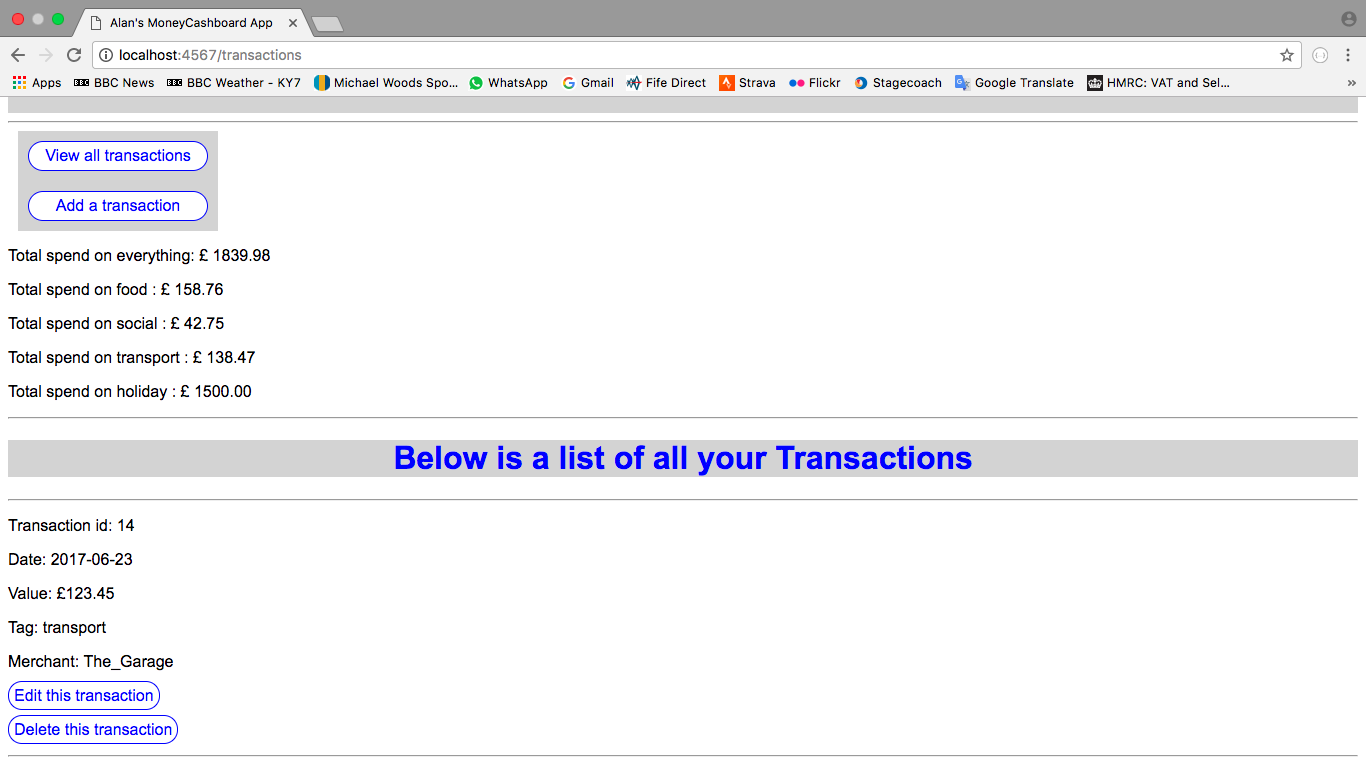 Alan's MoneyCashboard App
localhost:4567/transactions
Apps BBC News BBC Weather - KY7 Michael Woods Spo... WhatsApp Gmail Fife Direct Strava Flickr Stagecoach Google Translate HMRC: VAT and Sel... »
View all transactions
Add a transaction
Total spend on everything: £ 1839.98
Total spend on food : £ 158.76
Total spend on social : £ 42.75
Total spend on transport : £ 138.47
Total spend on holiday : £ 1500.00
Below is a list of all your Transactions
Transaction id: 14
Date: 2017-06-23
Value: £123.45
Tag: transport
Merchant: The_Garage
Edit this transaction
Delete this transaction